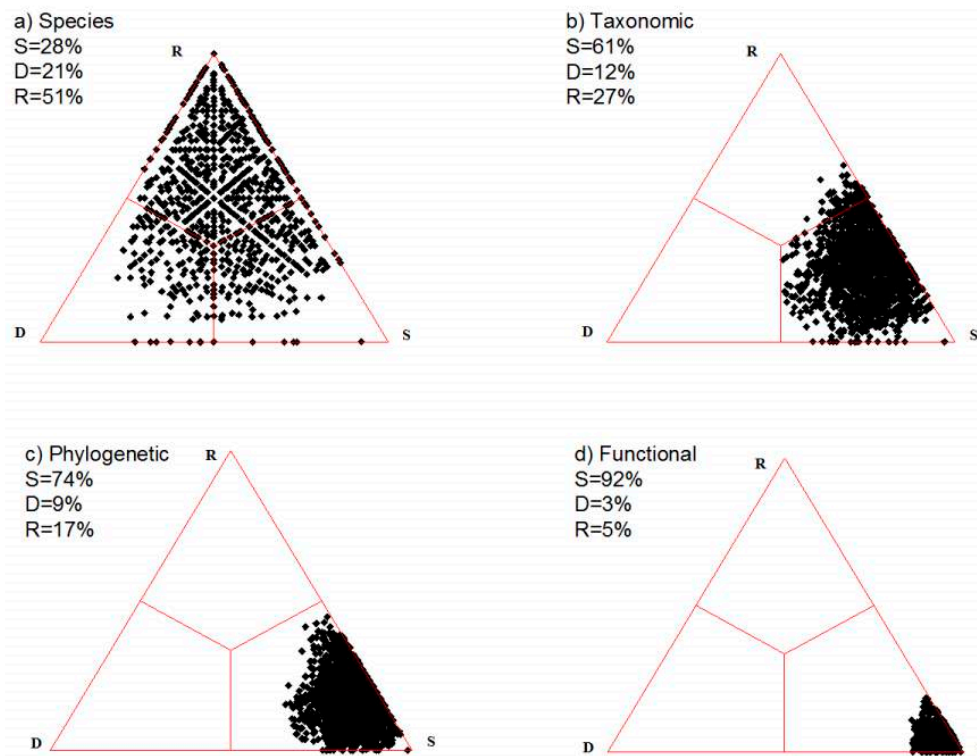 a) Species
S=28%
D=21%
R=51%
R
D
S
b) Taxonomic
S=61%
D=12%
R=27%
R
D
S
c) Phylogenetic
S=74%
D=9%
R=17%
R
D
S
d) Functional
S=92%
D=3%
R=5%
R
D